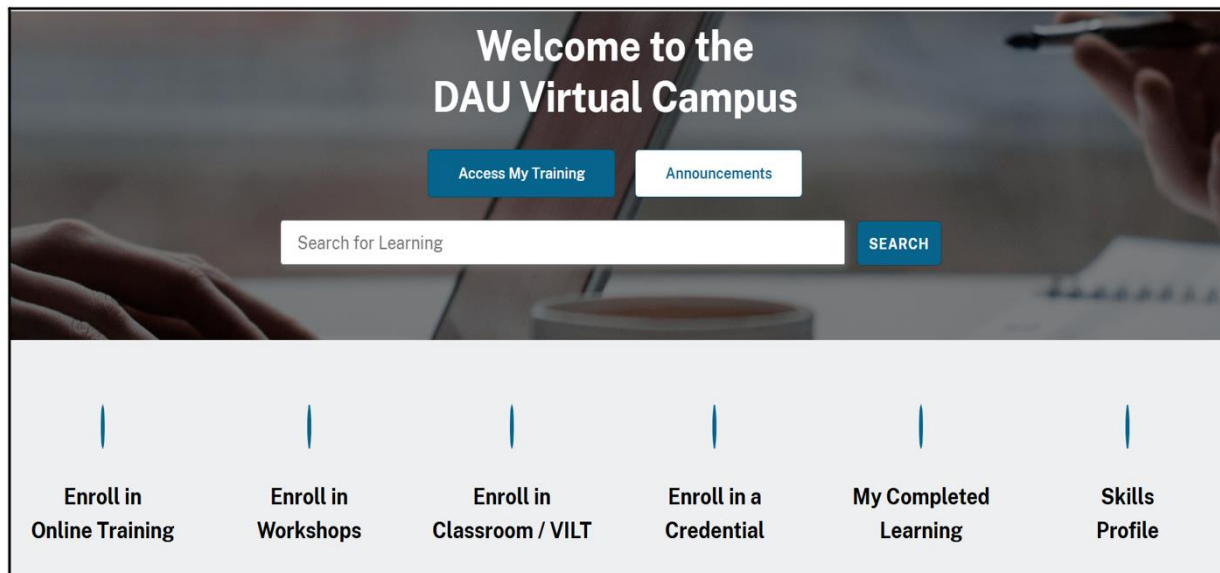 Welcome to the
DAU Virtual Campus
Access My Training
Announcements
Search for Learning
SEARCH
Enroll in
Online Training
Enroll in
Workshops
Enroll in
Classroom / VILT
Enroll in a
Credential
My Completed
Learning
Skills
Profile